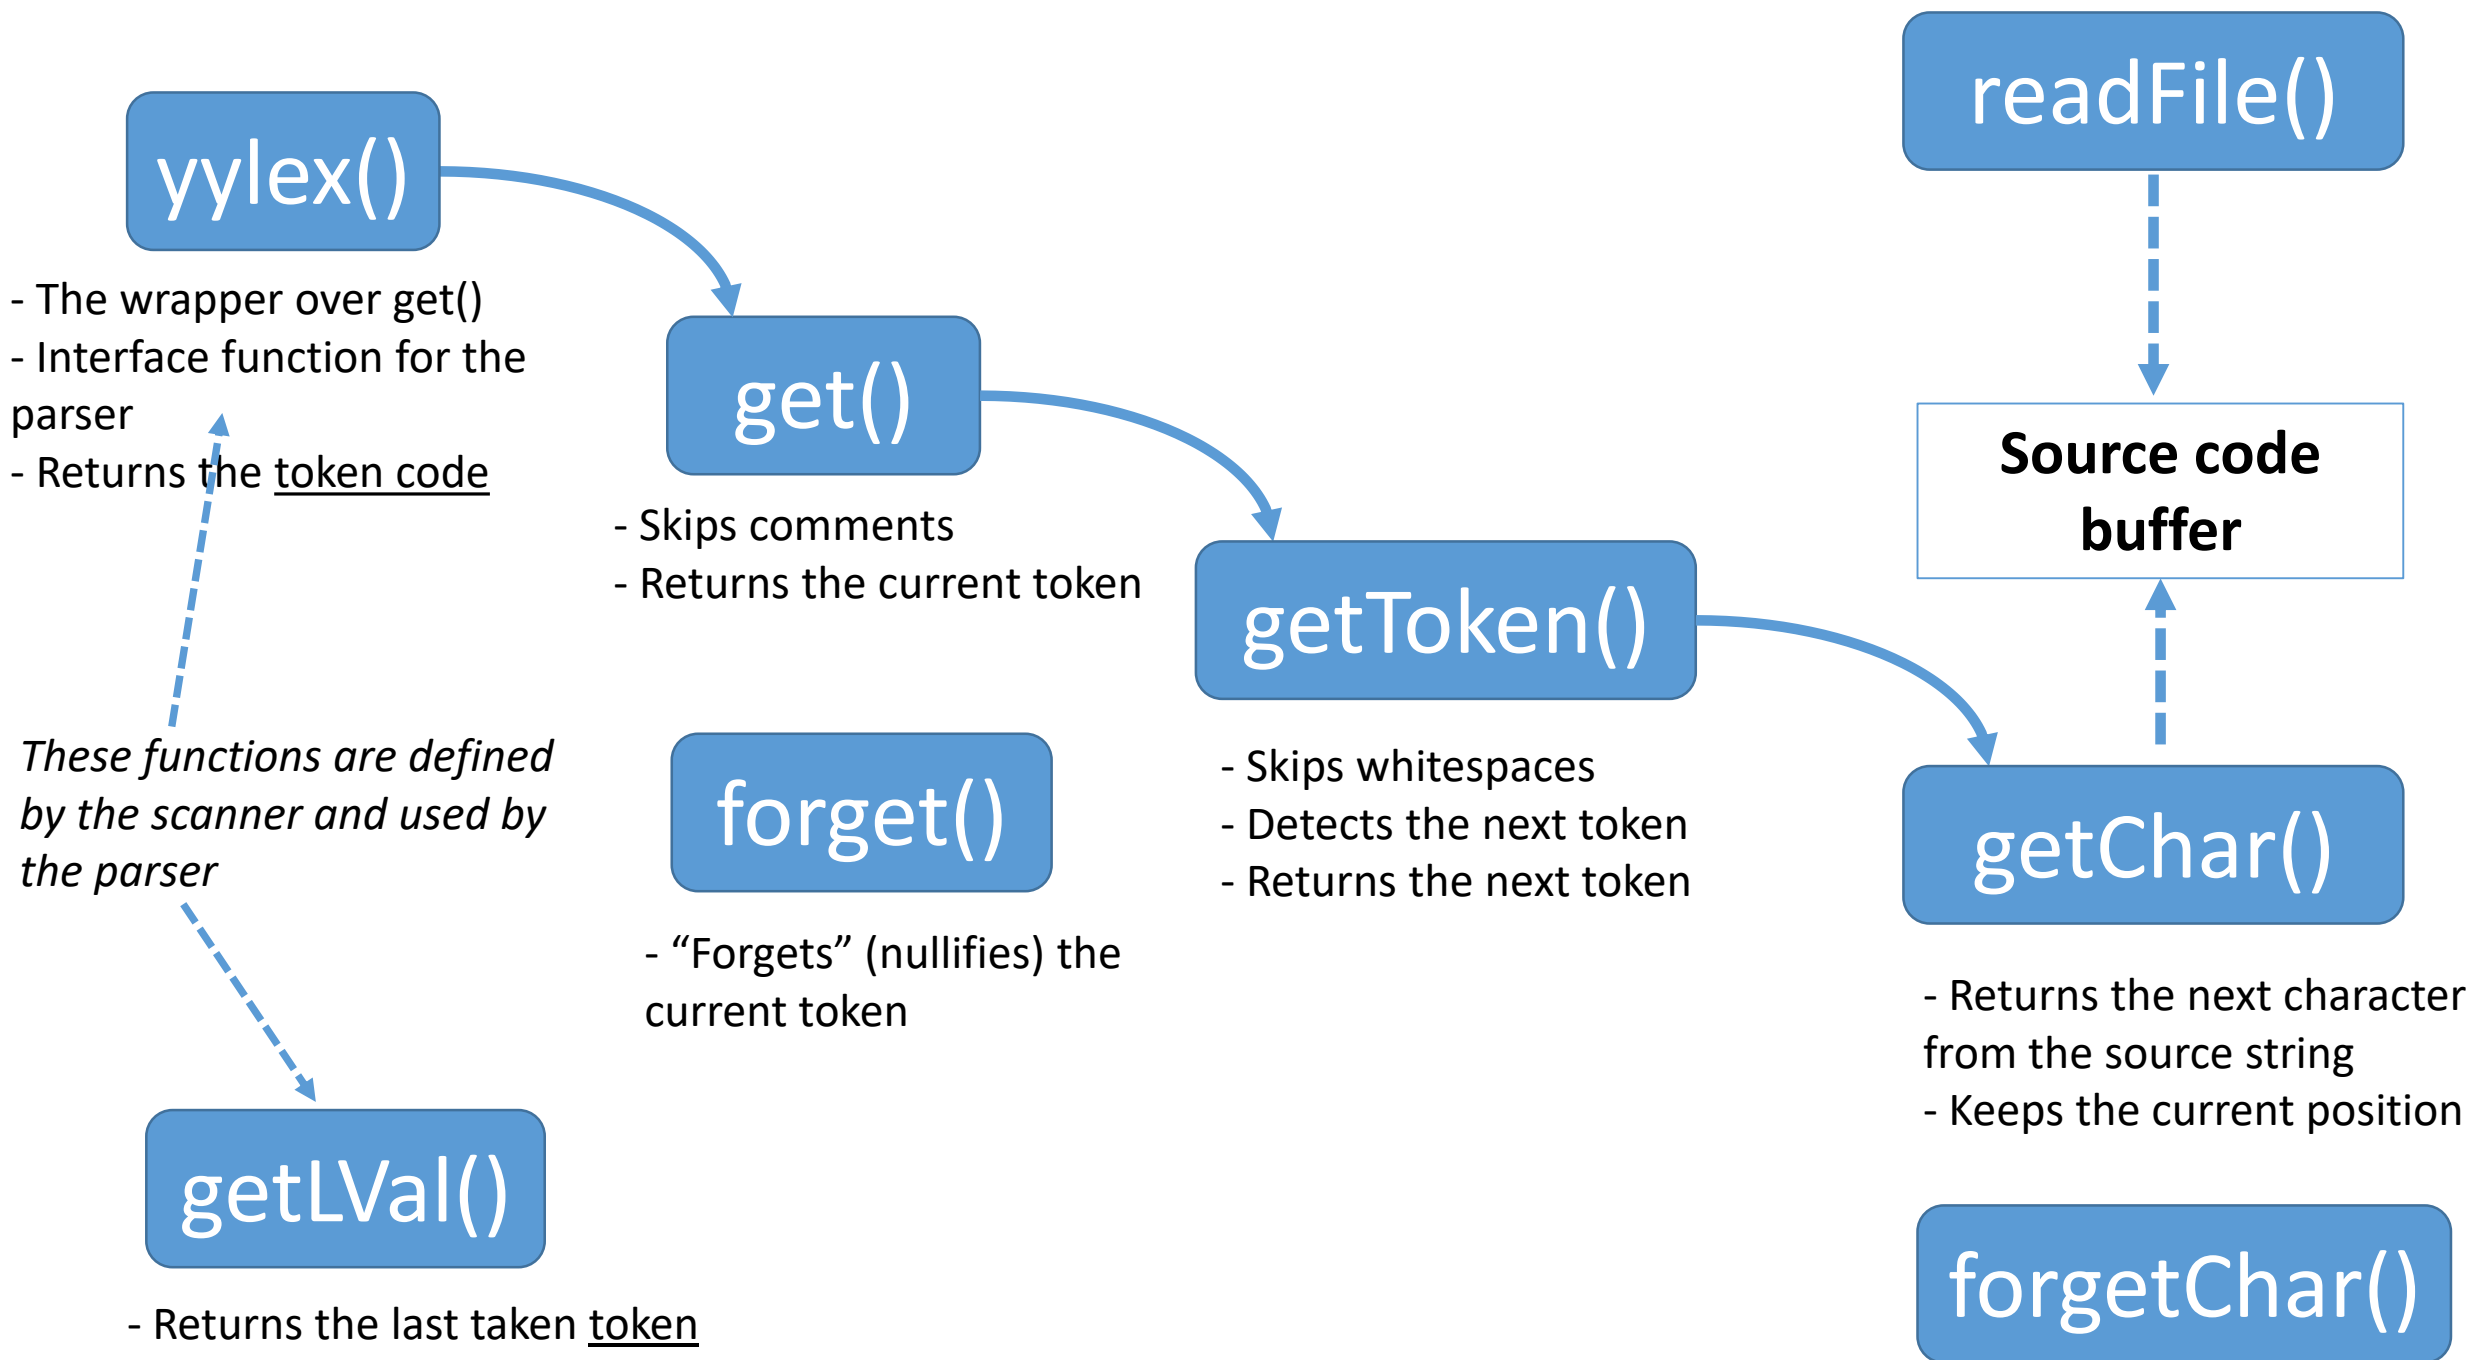 yylex()
- The wrapper over get()
- Interface function for the
parser
- Returns the token code
These functions are defined
by the scanner and used by
the parser
getLVal()
- Returns the last taken token
get()
- Skips comments
- Returns the current token
forget()
- “Forgets” (nullifies) the
current token
getToken()
- Skips whitespaces
- Detects the next token
- Returns the next token
readFile()
Source code
buffer
getChar()
- Returns the next character
from the source string
- Keeps the current position
forgetChar()